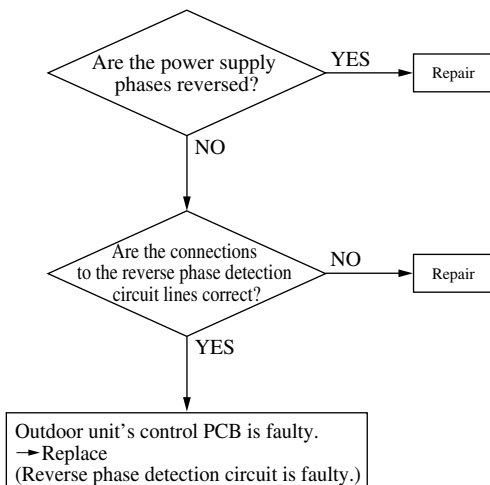 Are the power supply
phases reversed?
YES
Repair
NO
Are the connections
to the reverse phase detection
circuit lines correct?
NO
Repair
YES
Outdoor unit's control PCB is faulty.
→Replace
(Reverse phase detection circuit is faulty.)